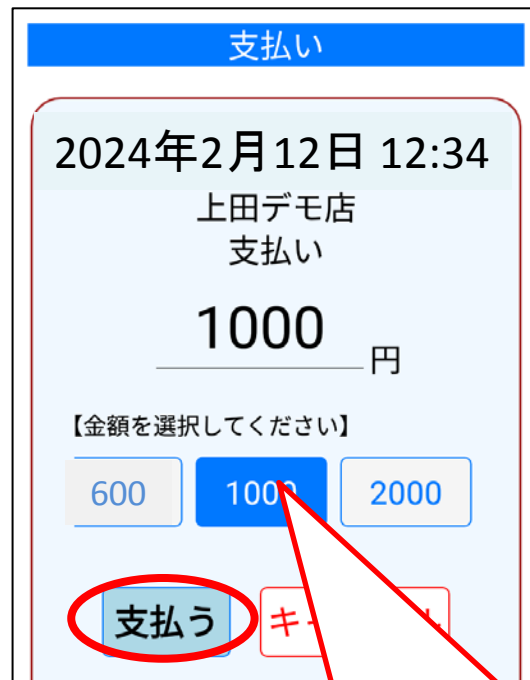 支払い
2024年2月12日 12:34
上田デモ店
支払い
1000
円
【金額を選択してください】
600 1000 2000
支払う